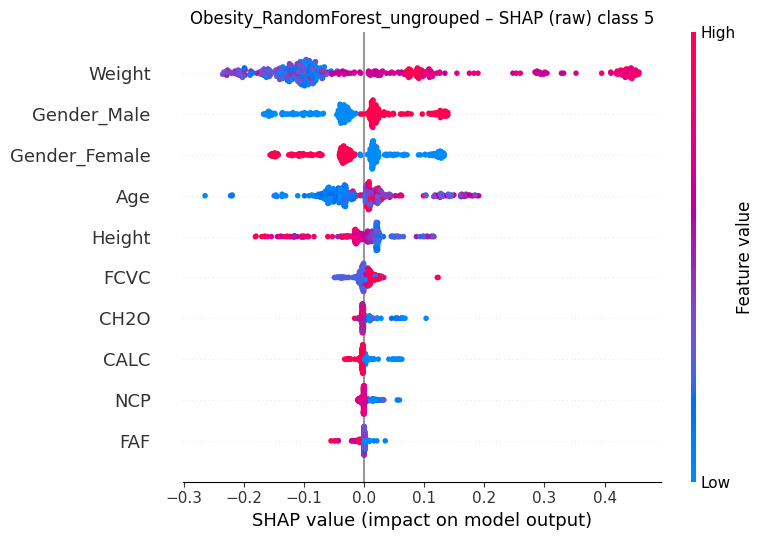 Obesity_RandomForest_ungrouped – SHAP (raw) class 5
High
Weight
Gender_Male
Gender_Female
Age
Height
FCVC
CH2O
CALC
NCP
FAF
Feature value
Low
−0.3 −0.2 −0.1 0.0 0.1 0.2 0.3 0.4
SHAP value (impact on model output)